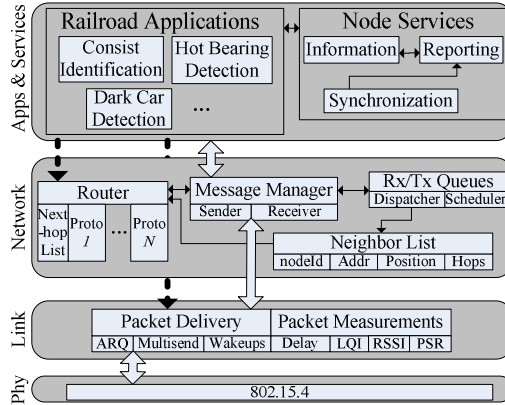 Apps & Services
Railroad Applications
Consist
Identification
Hot Bearing
Detection
Dark Car
Detection
...
Node Services
Information
Reporting
Synchronization
Network
Router
Next
-hop
List
Proto
1
...
Proto
N
Message Manager
Sender
Receiver
Rx/Tx Queues
Dispatcher
Scheduler
Neighbor List
nodeId
Addr
Position
Hops
Link
Packet Delivery
ARQ
Multisend
Wakeups
Packet Measurements
Delay
LQI
RSSI
PSR
Phy
802.15.4